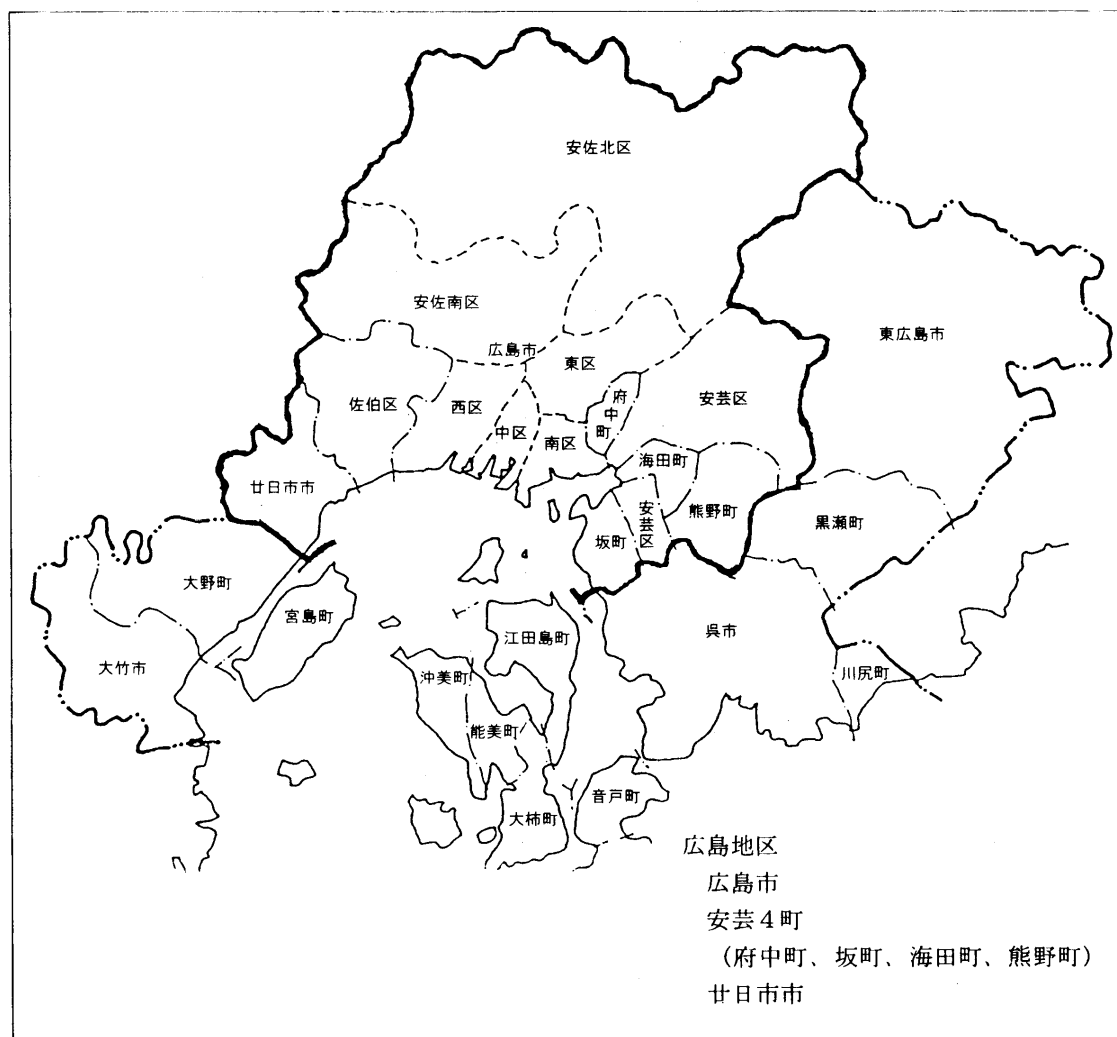 安佐北区
安佐南区
広島市
東区
東広島市
府中町
安芸区
佐伯区
西区
中区
南区
海田町
廿日市市
安芸区
熊野町
黒瀬町
坂町
大野町
宮島町
江田島町
呉市
大竹市
沖美町
川尻町
能美町
音戸町
大柿町
広島地区
広島市
安芸4町
（府中町、坂町、海田町、熊野町）
廿日市市